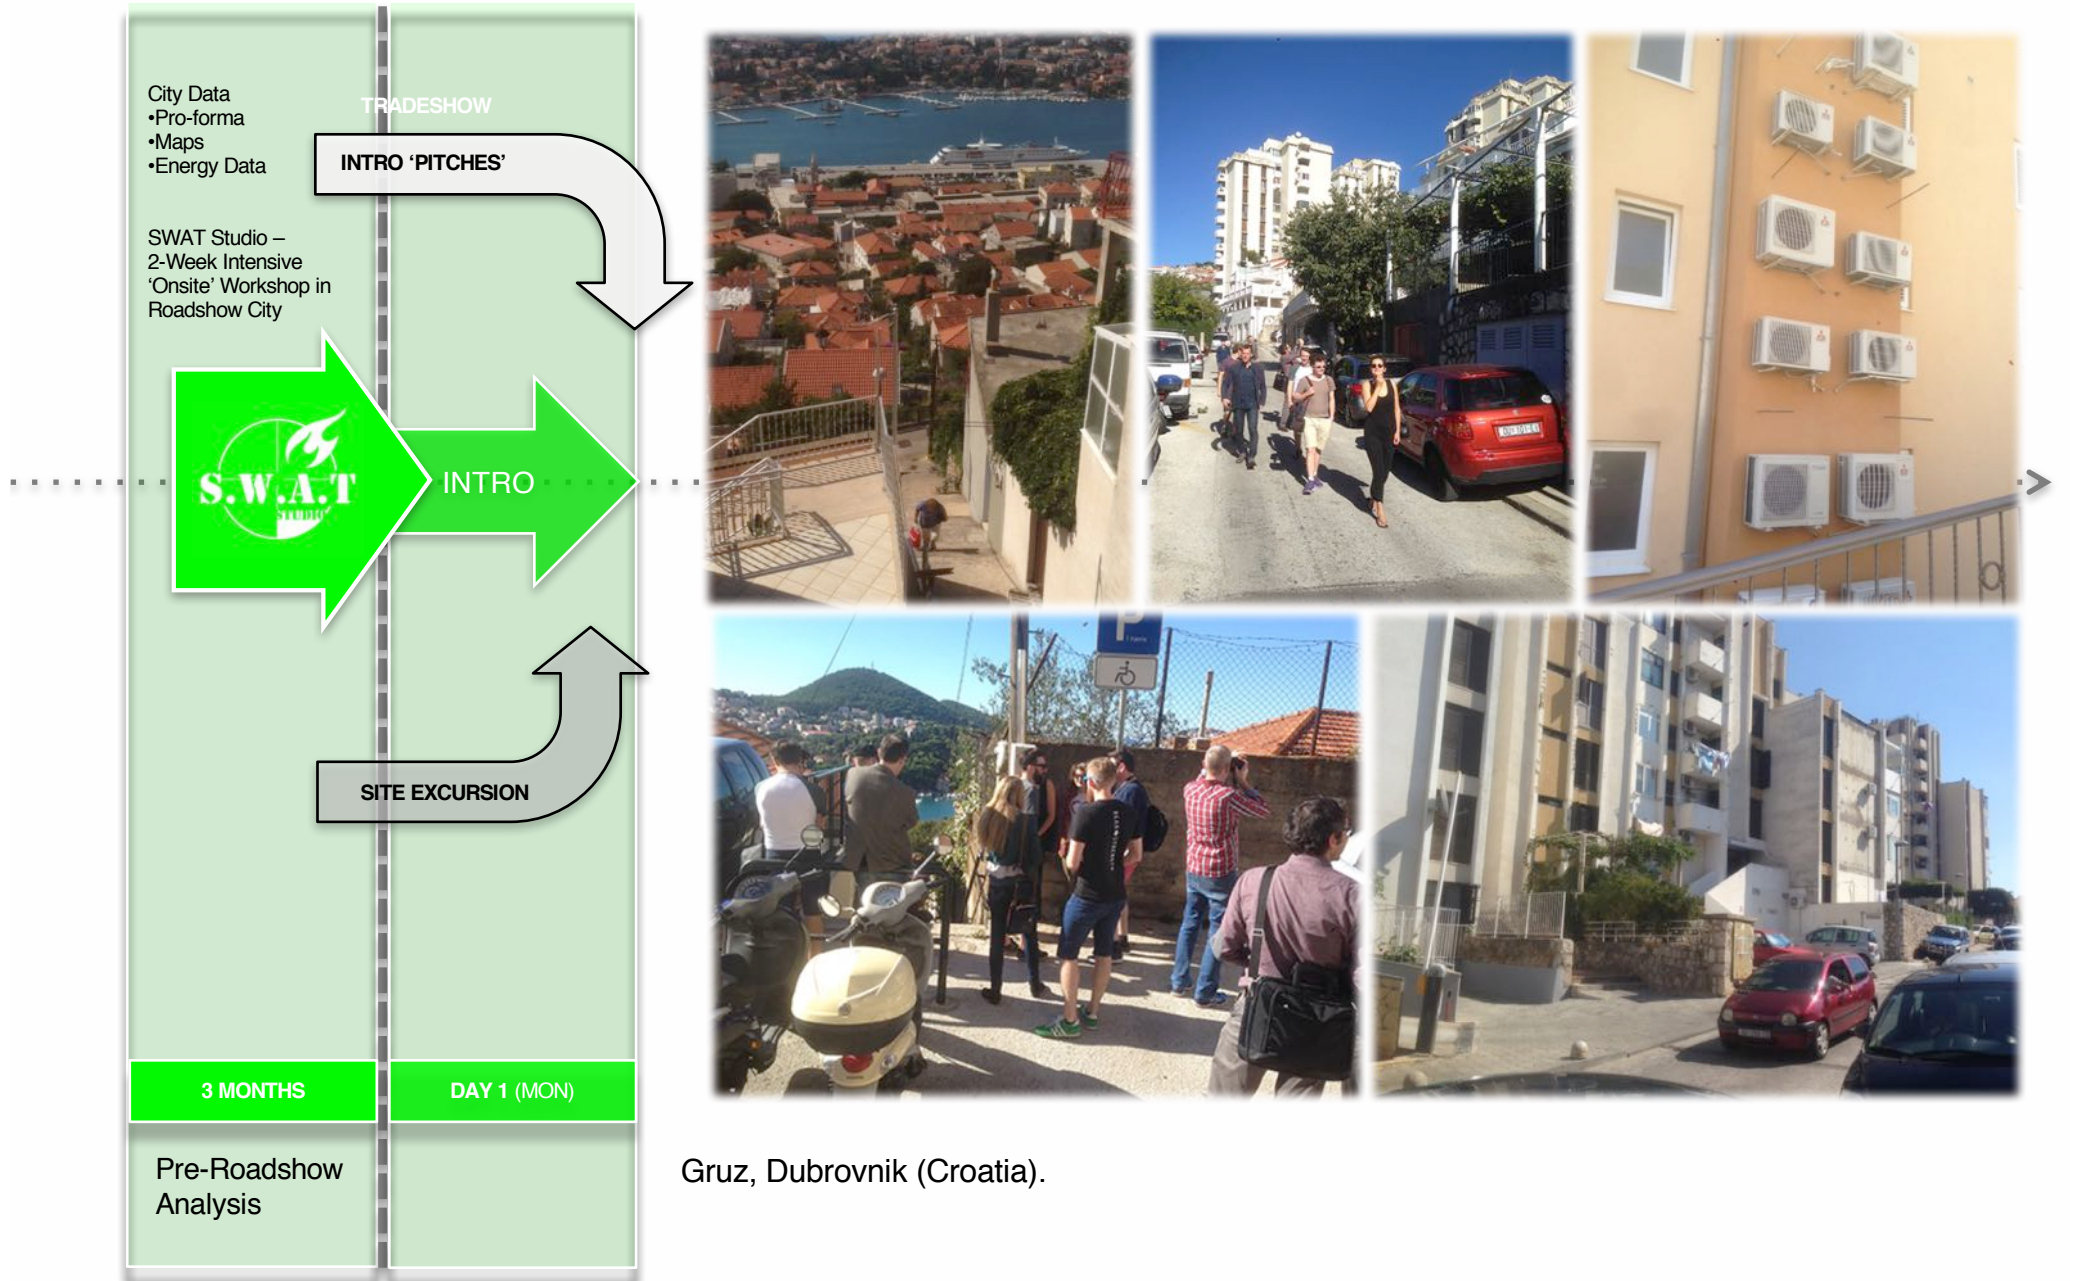 City Data
•Pro-forma
•Maps
•Energy Data
TRADESHOW
INTRO ‘PITCHES’
SWAT Studio –
2-Week Intensive
‘Onsite’ Workshop in
Roadshow City
S.W.A.T
STUDIO
INTRO
SITE EXCURSION
P
3 MONTHS
DAY 1 (MON)
Pre-Roadshow
Analysis
Gruz, Dubrovnik (Croatia).